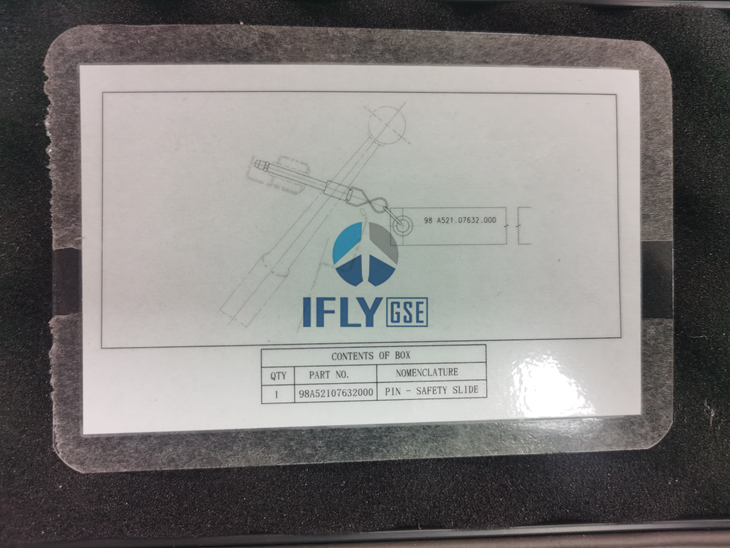 98 A521.07632.000
IFLY GSE
CONTENTS OF BOX
QTY PART NO. NOMENCLATURE
1 98A52107632000 PIN - SAFETY SLIDE